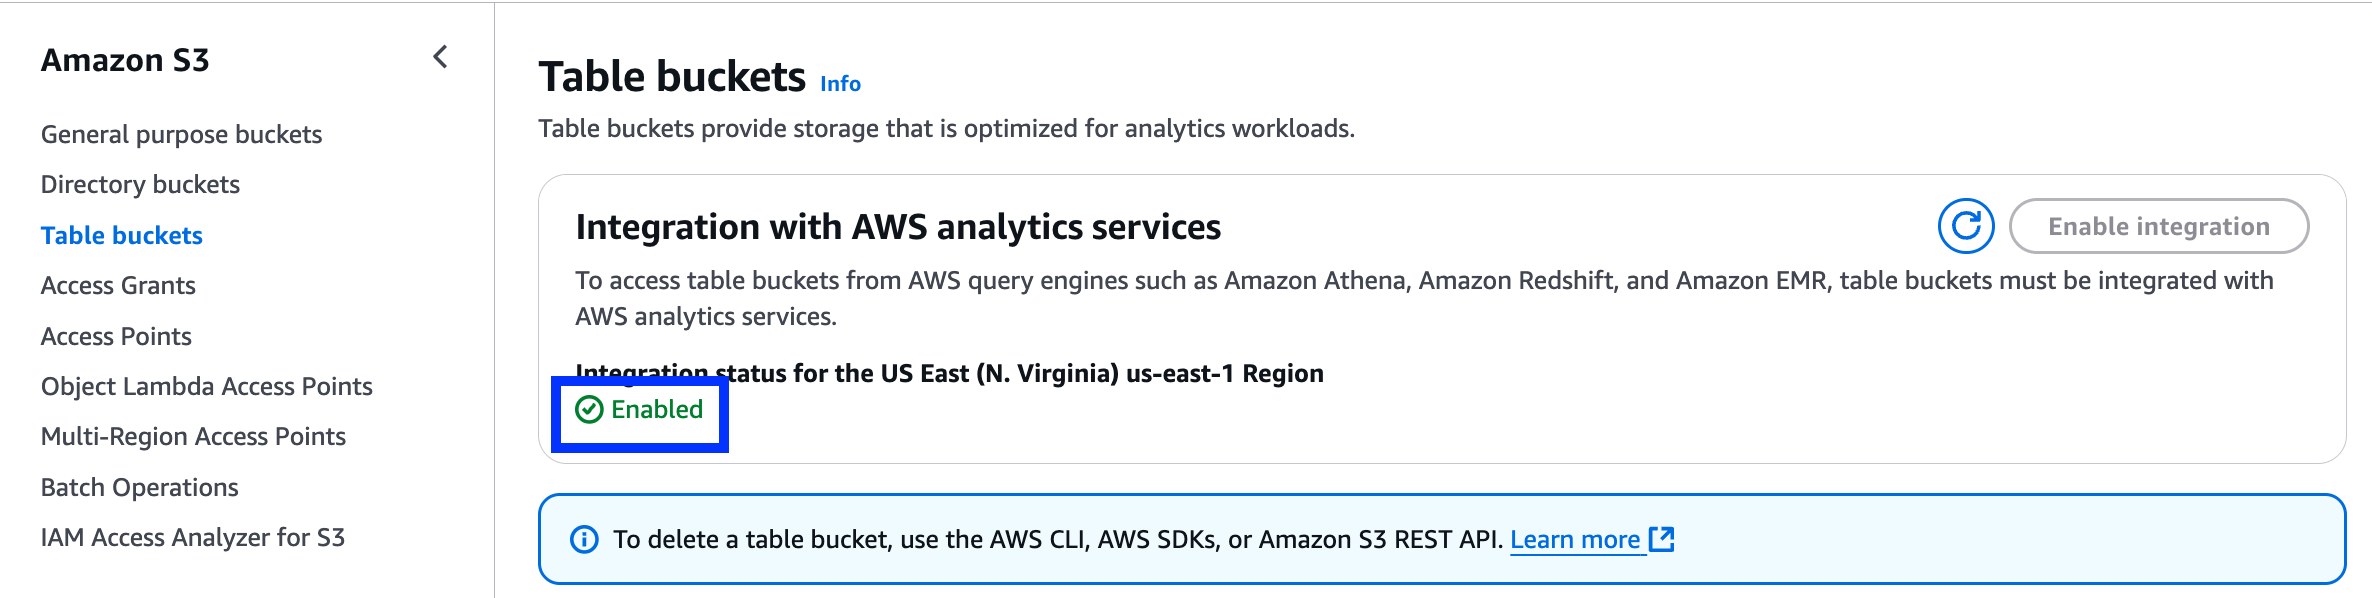 Amazon S3
General purpose buckets
Directory buckets
Table buckets
Access Grants
Access Points
Object Lambda Access Points
Multi-Region Access Points
Batch Operations
IAM Access Analyzer for S3
Table buckets Info
Table buckets provide storage that is optimized for analytics workloads.
Integration with AWS analytics services
Enable integration
To access table buckets from AWS query engines such as Amazon Athena, Amazon Redshift, and Amazon EMR, table buckets must be integrated with
AWS analytics services.
Integration status for the US East (N. Virginia) us-east-1 Region
Enabled
To delete a table bucket, use the AWS CLI, AWS SDKs, or Amazon S3 REST API. Learn more